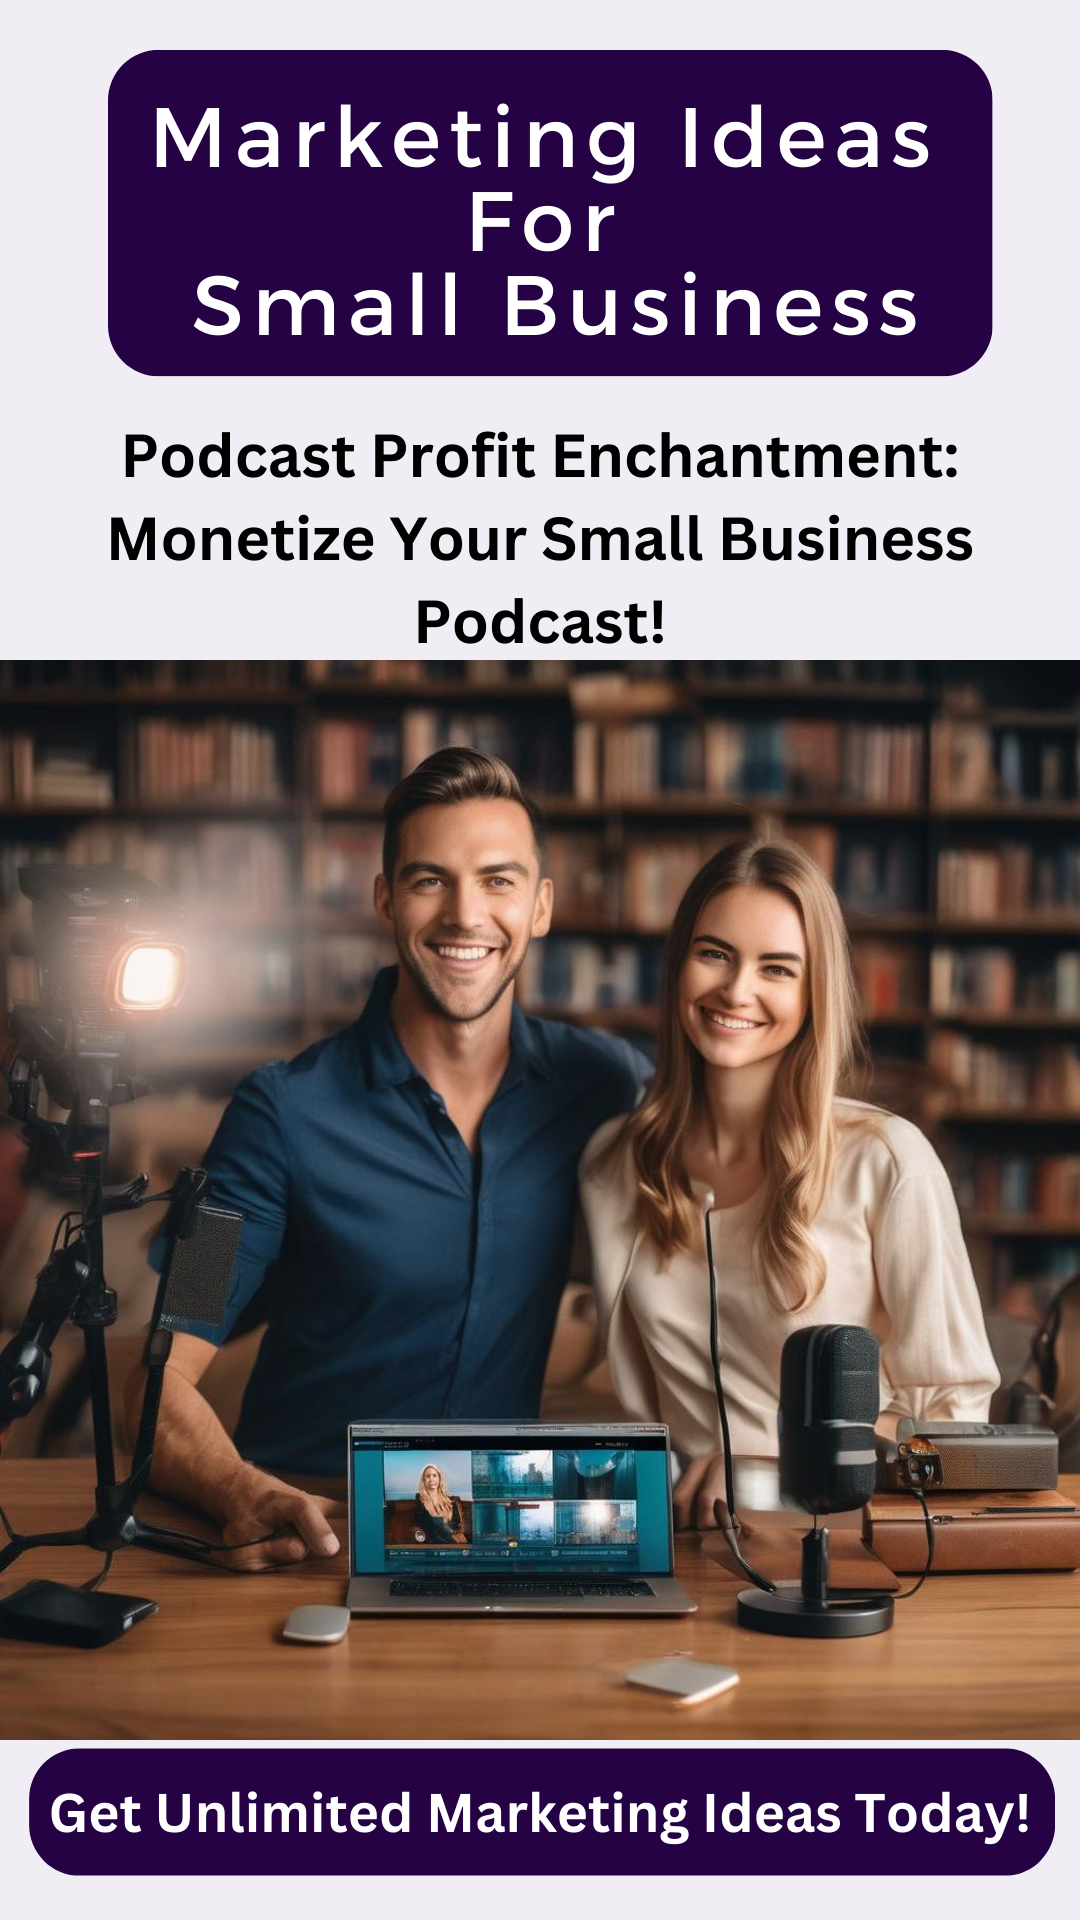 Marketing Ideas
For
Small Business
Podcast Profit Enchantment:
Monetize Your Small Business
Podcast!
Get Unlimited Marketing Ideas Today!